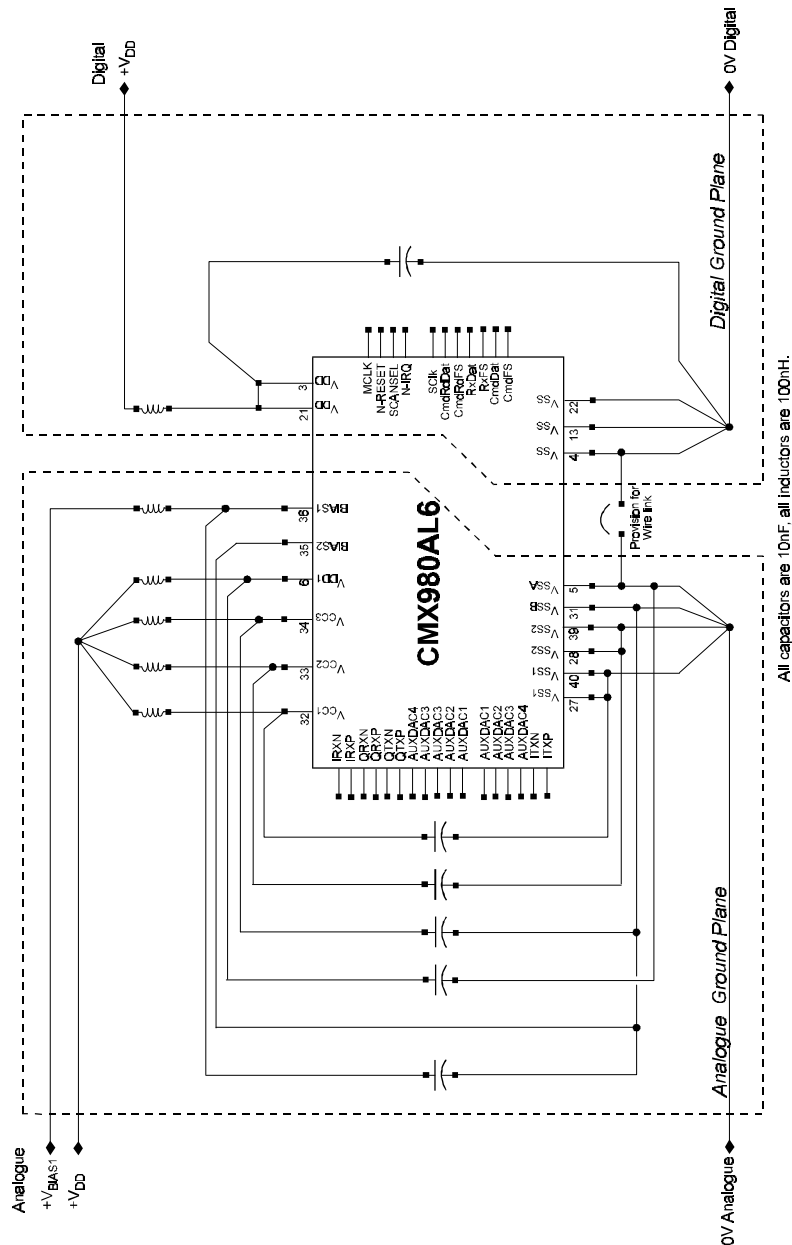 Digital
+VDD
0V Digital
Digital Ground Plane
3
VDD
21
VDD
MCLK
N-RESET
SCANSEL
N-IRQ
SClk
CmdRdDat
CmdRdFS
RxDat
RxFS
CmdDat
CmdFS
VSS
22
VSS
13
VSS
4
Provision for
Wire link
CMX980AL6
36
BIAS1
35
BIAS2
6
VDD1
34
VCC3
33
VCC2
32
VCC1
VSSA
5
VSSB
31
VSS2
39
VSS2
28
VSS1
40
VSS1
27
IRXN
IRXP
QRXN
QRXP
QTXN
QTXP
AUXDAC4
AUXDAC3
AUXDAC3
AUXDAC2
AUXDAC1
AUXDAC1
AUXDAC2
AUXDAC3
AUXDAC4
ITXN
ITXP
Analogue Ground Plane
Analogue
+VBIAS1
+VDD
0V Analogue
All capacitors are 10nF, all inductors are 100nH.